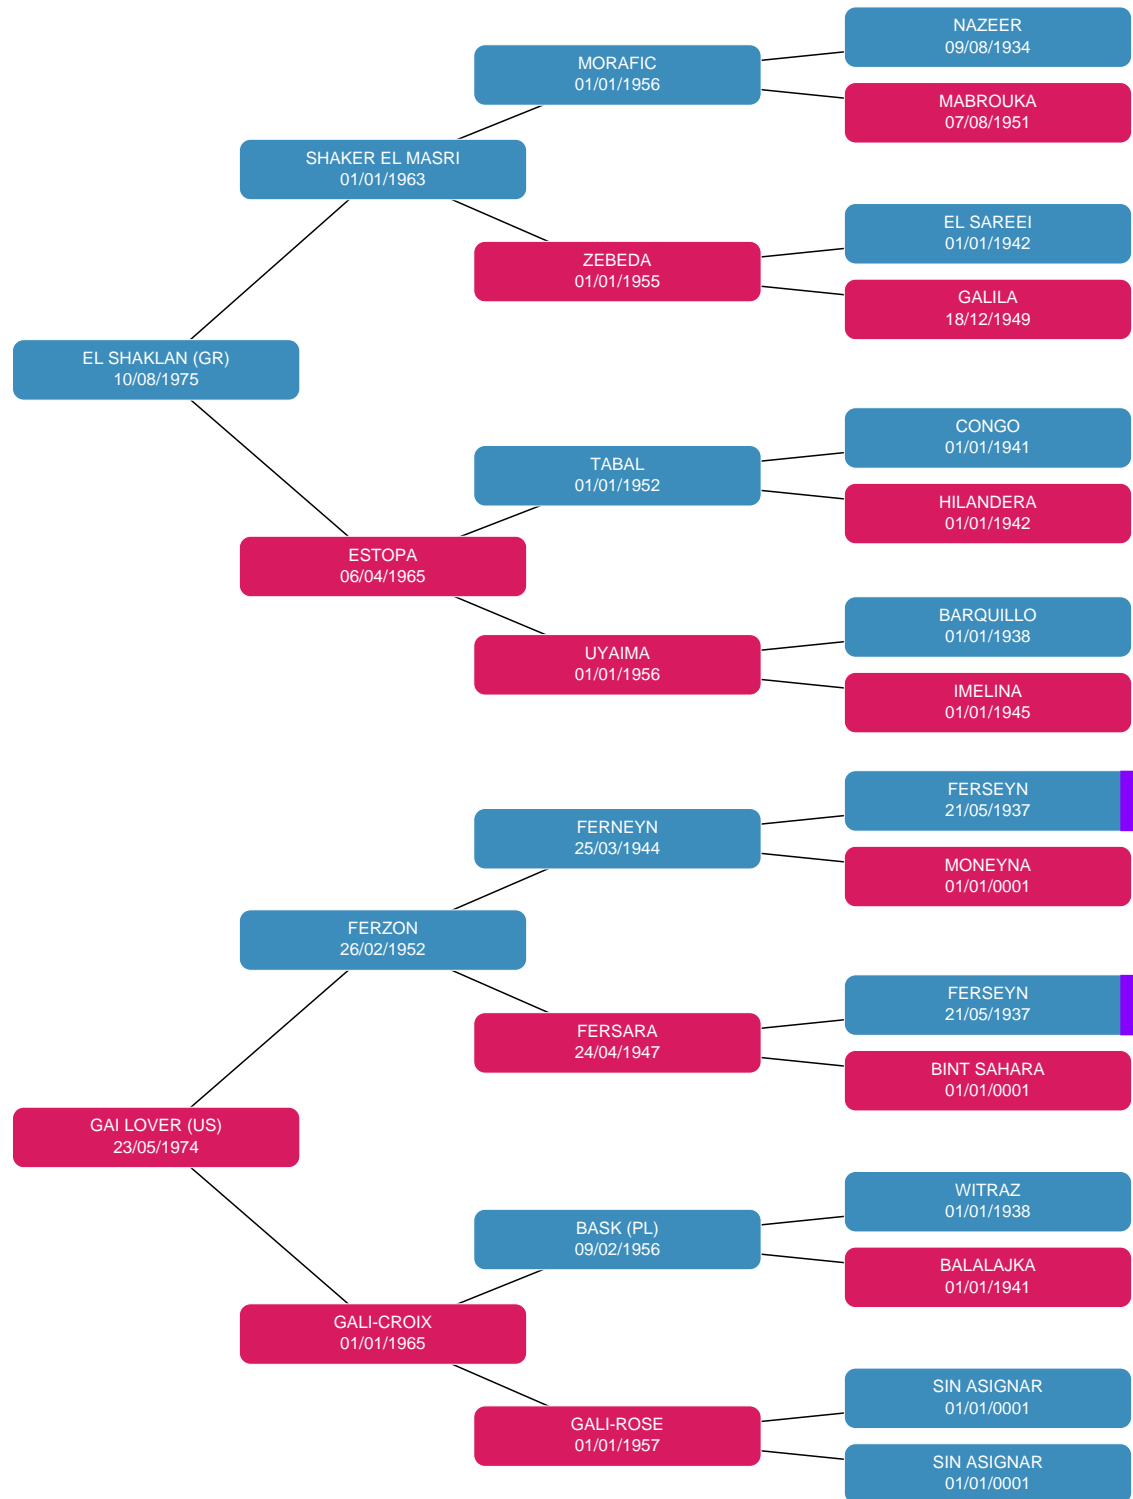 NAZEER
09/08/1934
MORAFIC
01/01/1956
MABROUKA
07/08/1951
SHAKER EL MASRI
01/01/1963
EL SAREEI
01/01/1942
ZEBEDA
01/01/1955
GALILA
18/12/1949
EL SHAKLAN (GR)
10/08/1975
CONGO
01/01/1941
TABAL
01/01/1952
HILANDERA
01/01/1942
ESTOPA
06/04/1965
BARQUILLO
01/01/1938
UYAIMA
01/01/1956
IMELINA
01/01/1945
FERSEYN
21/05/1937
FERNEYN
25/03/1944
MONEYNA
01/01/0001
FERZON
26/02/1952
FERSEYN
21/05/1937
FERSARA
24/04/1947
BINT SAHARA
01/01/0001
GAI LOVER (US)
23/05/1974
WITRAZ
01/01/1938
BASK (PL)
09/02/1956
BALALAJKA
01/01/1941
GALI-CROIX
01/01/1965
SIN ASIGNAR
01/01/0001
GALI-ROSE
01/01/1957
SIN ASIGNAR
01/01/0001